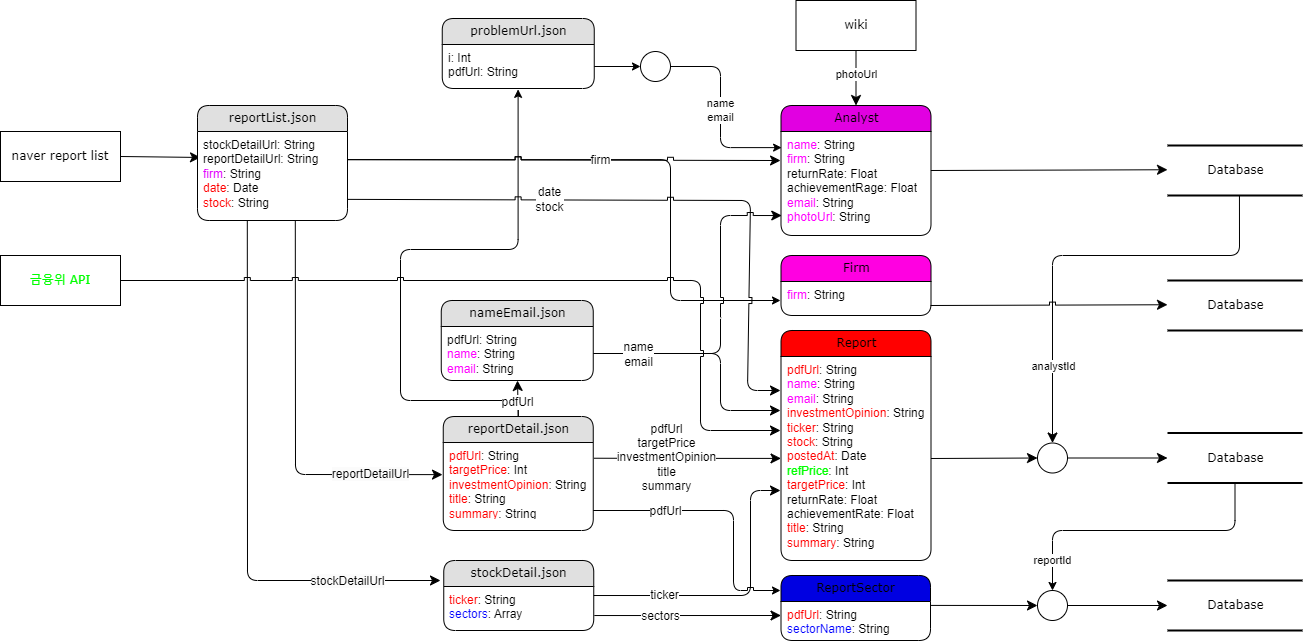 naver report list
금융위 API
reportList.json
stockDetailUrl: String
reportDetailUrl: String
firm: String
date: Date
stock: String
problemUrl.json
i: Int
pdfUrl: String
name
email
wiki
photoUrl
Analyst
name: String
firm: String
returnRate: Float
achievementRage: Float
email: String
photoUrl: String
Database
firm
date
stock
Firm
firm: String
Database
nameEmail.json
pdfUrl: String
name: String
email: String
name
email
pdfUrl
reportDetail.json
pdfUrl: String
targetPrice: Int
investmentOpinion: String
title: String
summary: String
reportDetailUrl
pdfUrl
targetPrice
investmentOpinion
title
summary
pdfUrl
Report
pdfUrl: String
name: String
email: String
investmentOpinion: String
ticker: String
stock: String
postedAt: Date
refPrice: Int
targetPrice: Int
returnRate: Float
achievementRate: Float
title: String
summary: String
analystId
Database
stockDetailUrl
stockDetail.json
ticker: String
sectors: Array
ticker
sectors
ReportSector
pdfUrl: String
sectorName: String
reportId
Database